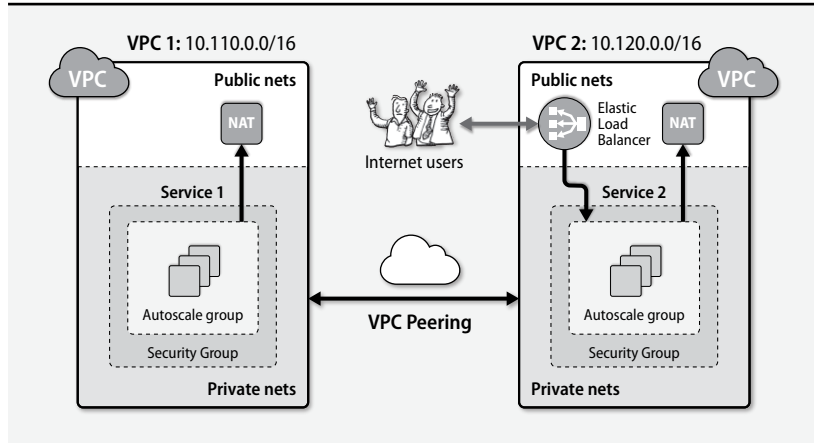 VPC 1: 10.110.0.0/16
VPC
Public nets
NAT
Service 1
Autoscale group
Security Group
Private nets
Internet users
VPC Peering
VPC 2: 10.120.0.0/16
VPC
Public nets
Elastic
Load
Balancer
NAT
Service 2
Autoscale group
Security Group
Private nets